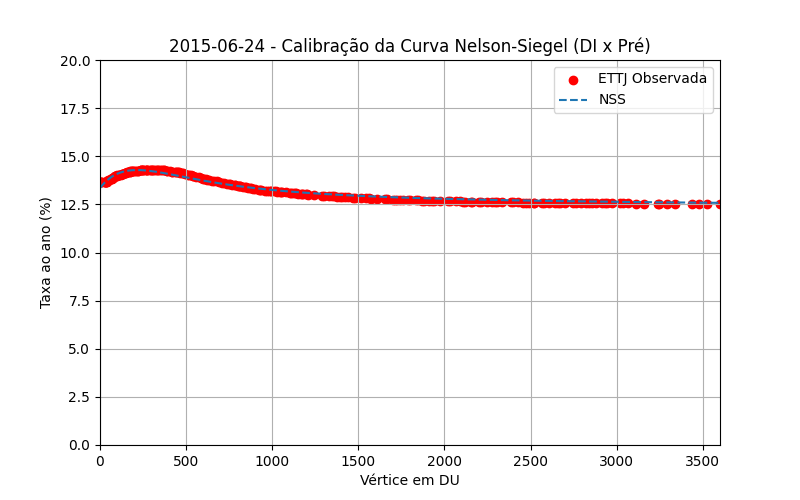 2015-06-24 - Calibração da Curva Nelson-Siegel (DI x Pré)
ETTJ Observada
NSS
20.0
17.5
15.0
12.5
10.0
7.5
5.0
2.5
0.0
Taxa ao ano (%)
0 500 1000 1500 2000 2500 3000 3500
Vértice em DU